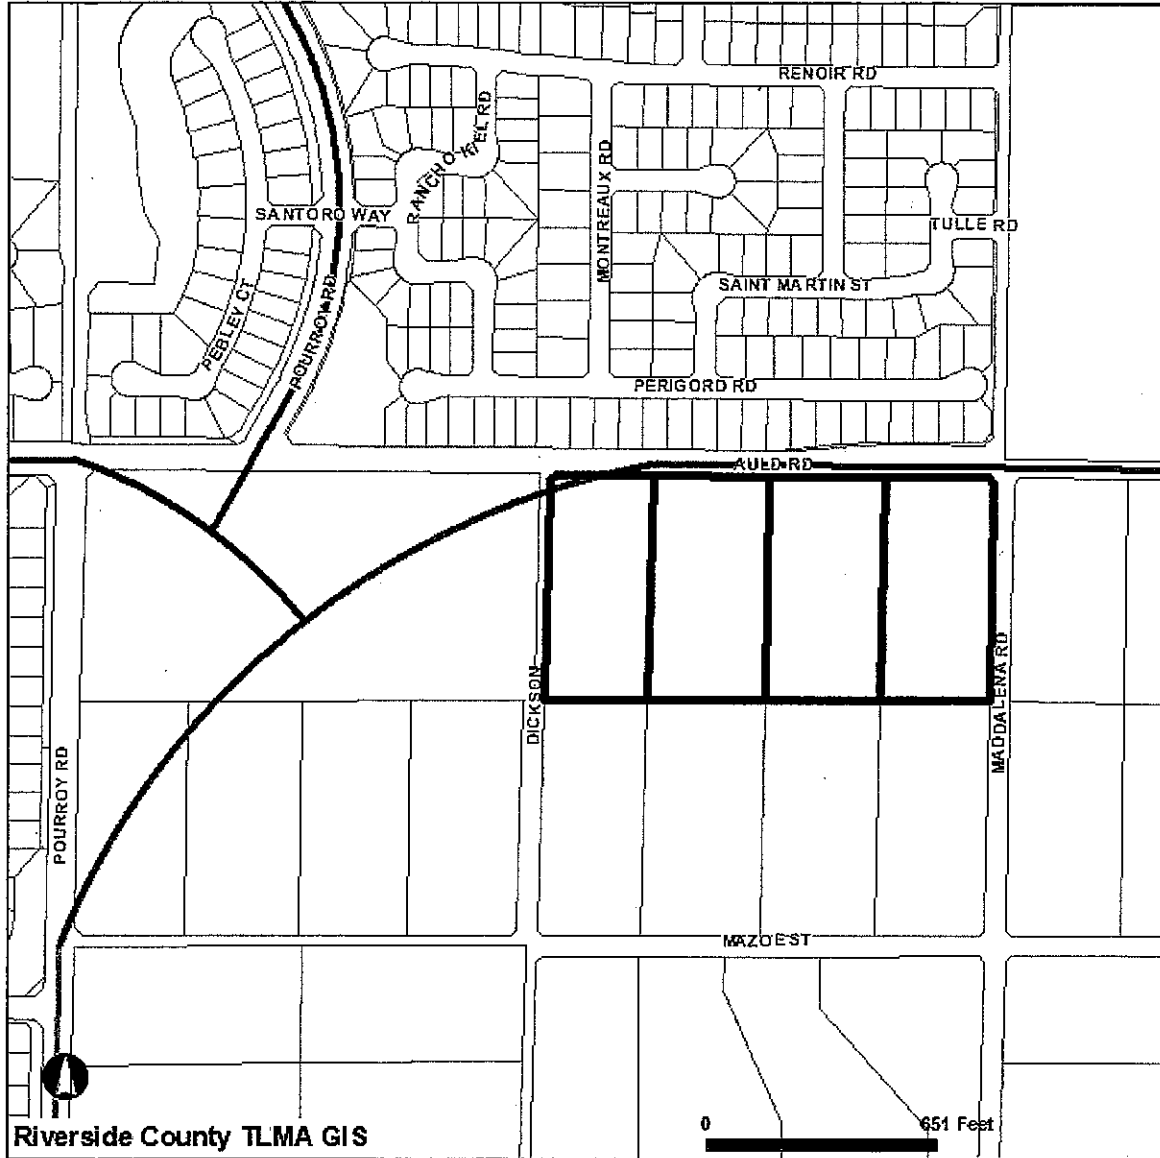 RENOIR RD
RANCHO KIEL RD
MONTREAUX RD
SANTORO WAY
TULLE RD
SAINT MARTIN ST
PEBLEY CT
POURROY RD
PERIGORD RD
AULD RD
DICKSON
MADDALENA RD
POURROY RD
MAZOE ST
Riverside County TLMA GIS
0
651 Feet